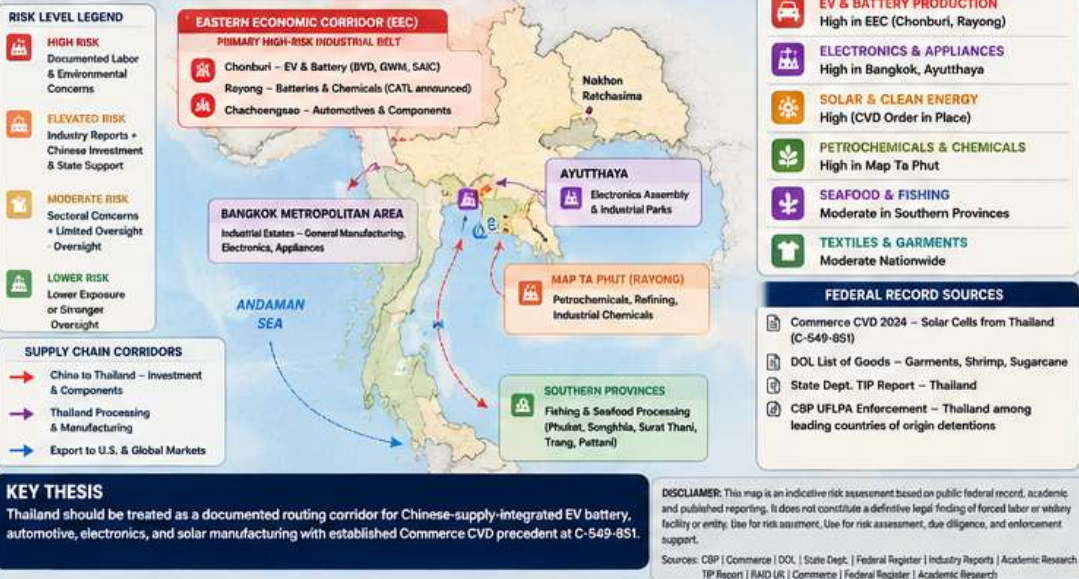 RISK LEVEL LEGEND
HIGH RISK
Documented Labor
& Environmental
Concerns
ELEVATED RISK
Industry Reports +
Chinese Investment
& State Support
MODERATE RISK
Sectoral Concerns
+ Limited Oversight
- Oversight
LOWER RISK
Lower Exposure
or Stronger
Oversight
SUPPLY CHAIN CORRIDORS
China to Thailand – Investment
& Components
Thailand Processing
& Manufacturing
Export to U.S. & Global Markets
EASTERN ECONOMIC CORRIDOR (EEC)
PRIMARY HIGH-RISK INDUSTRIAL BELT
Chonburi – EV & Battery (BYD, GWM, SAIC)
Rayong – Batteries & Chemicals (CATL announced)
Chachoengsao – Automotives & Components
Nakhon
Ratchasima
AYUTTHAYA
Electronics Assembly
& Industrial Parks
BANGKOK METROPOLITAN AREA
Industrial Estates – General Manufacturing,
Electronics, Appliances
MAP TA PHUT (RAYONG)
Petrochemicals, Refining,
Industrial Chemicals
ANDAMAN
SEA
SOUTHERN PROVINCES
Fishing & Seafood Processing
(Phuket, Songhhla, Surat Thani,
Trang, Pettani)
EV & BATTERY PRODUCTION
High in EEC (Chonburi, Rayong)
ELECTRONICS & APPLIANCES
High in Bangkok, Ayutthaya
SOLAR & CLEAN ENERGY
High (CVD Order in Place)
PETROCHEMICALS & CHEMICALS
High in Map Ta Phut
SEAFOOD & FISHING
Moderate in Southern Provinces
TEXTILES & GARMENTS
Moderate Nationwide
FEDERAL RECORD SOURCES
Commerce CVD 2024 – Solar Cells from Thailand
(C-549-851)
DOL List of Goods – Garments, Shrimp, Sugarcane
State Dept. TIP Report – Thailand
CBP UFLPA Enforcement – Thailand among
leading countries of origin detentions
KEY THESIS
Thailand should be treated as a documented routing corridor for Chinese-supply-integrated EV battery,
automotive, electronics, and solar manufacturing with established Commerce CVD precedent at C-549-851.
DISCLIAMER: This map is an indicative risk assessment based on public federal record, academic
and published reporting. It does not constitute a definitive legal finding of forced labor or
facility or entity. Use for risk Use for risk assessment, due diligence, and enforcement
support.
Sources: CBP | Commerce | DOL | State Dept. | Federal Register | Industry Reports | Academic Research
TIP Report | RAID UK | Commerce | Federal Register | Academic Research